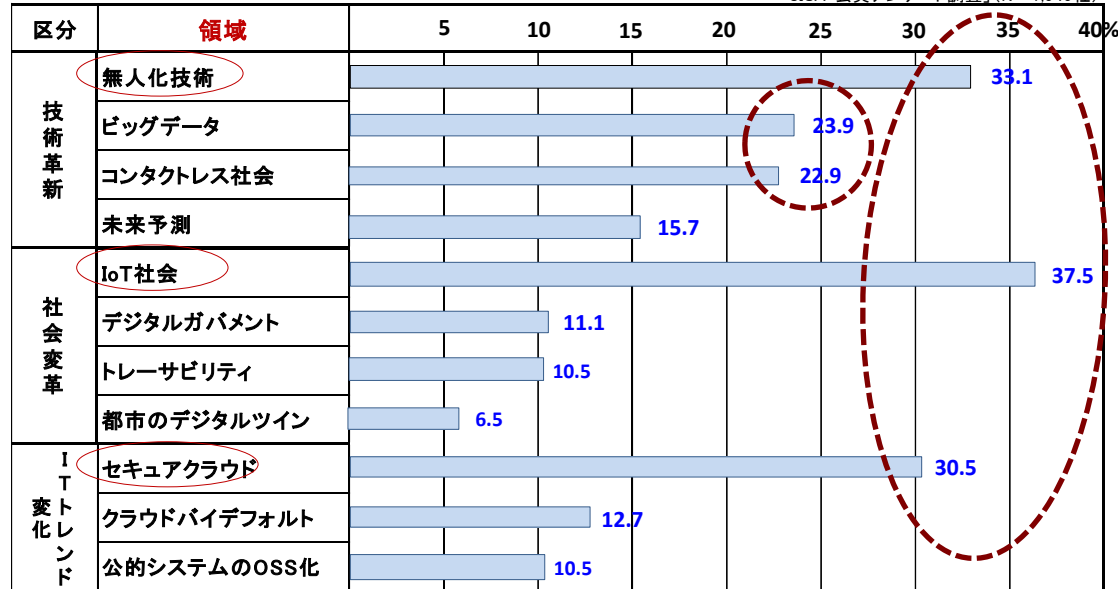 区分 領域 5 10 15 20 25 30 35 40%
技術革新
無人化技術 33.1
ビッグデータ 23.9
コンタクトレス社会 22.9
未来予測 15.7
社会変革
IoT社会 37.5
デジタルガバメント 11.1
トレーサビリティ 10.5
都市のデジタルツイン 6.5
ITトレンド
変化
セキュアクラウド 30.5
クラウドバイデフォルト 12.7
公的システムのOSS化 10.5